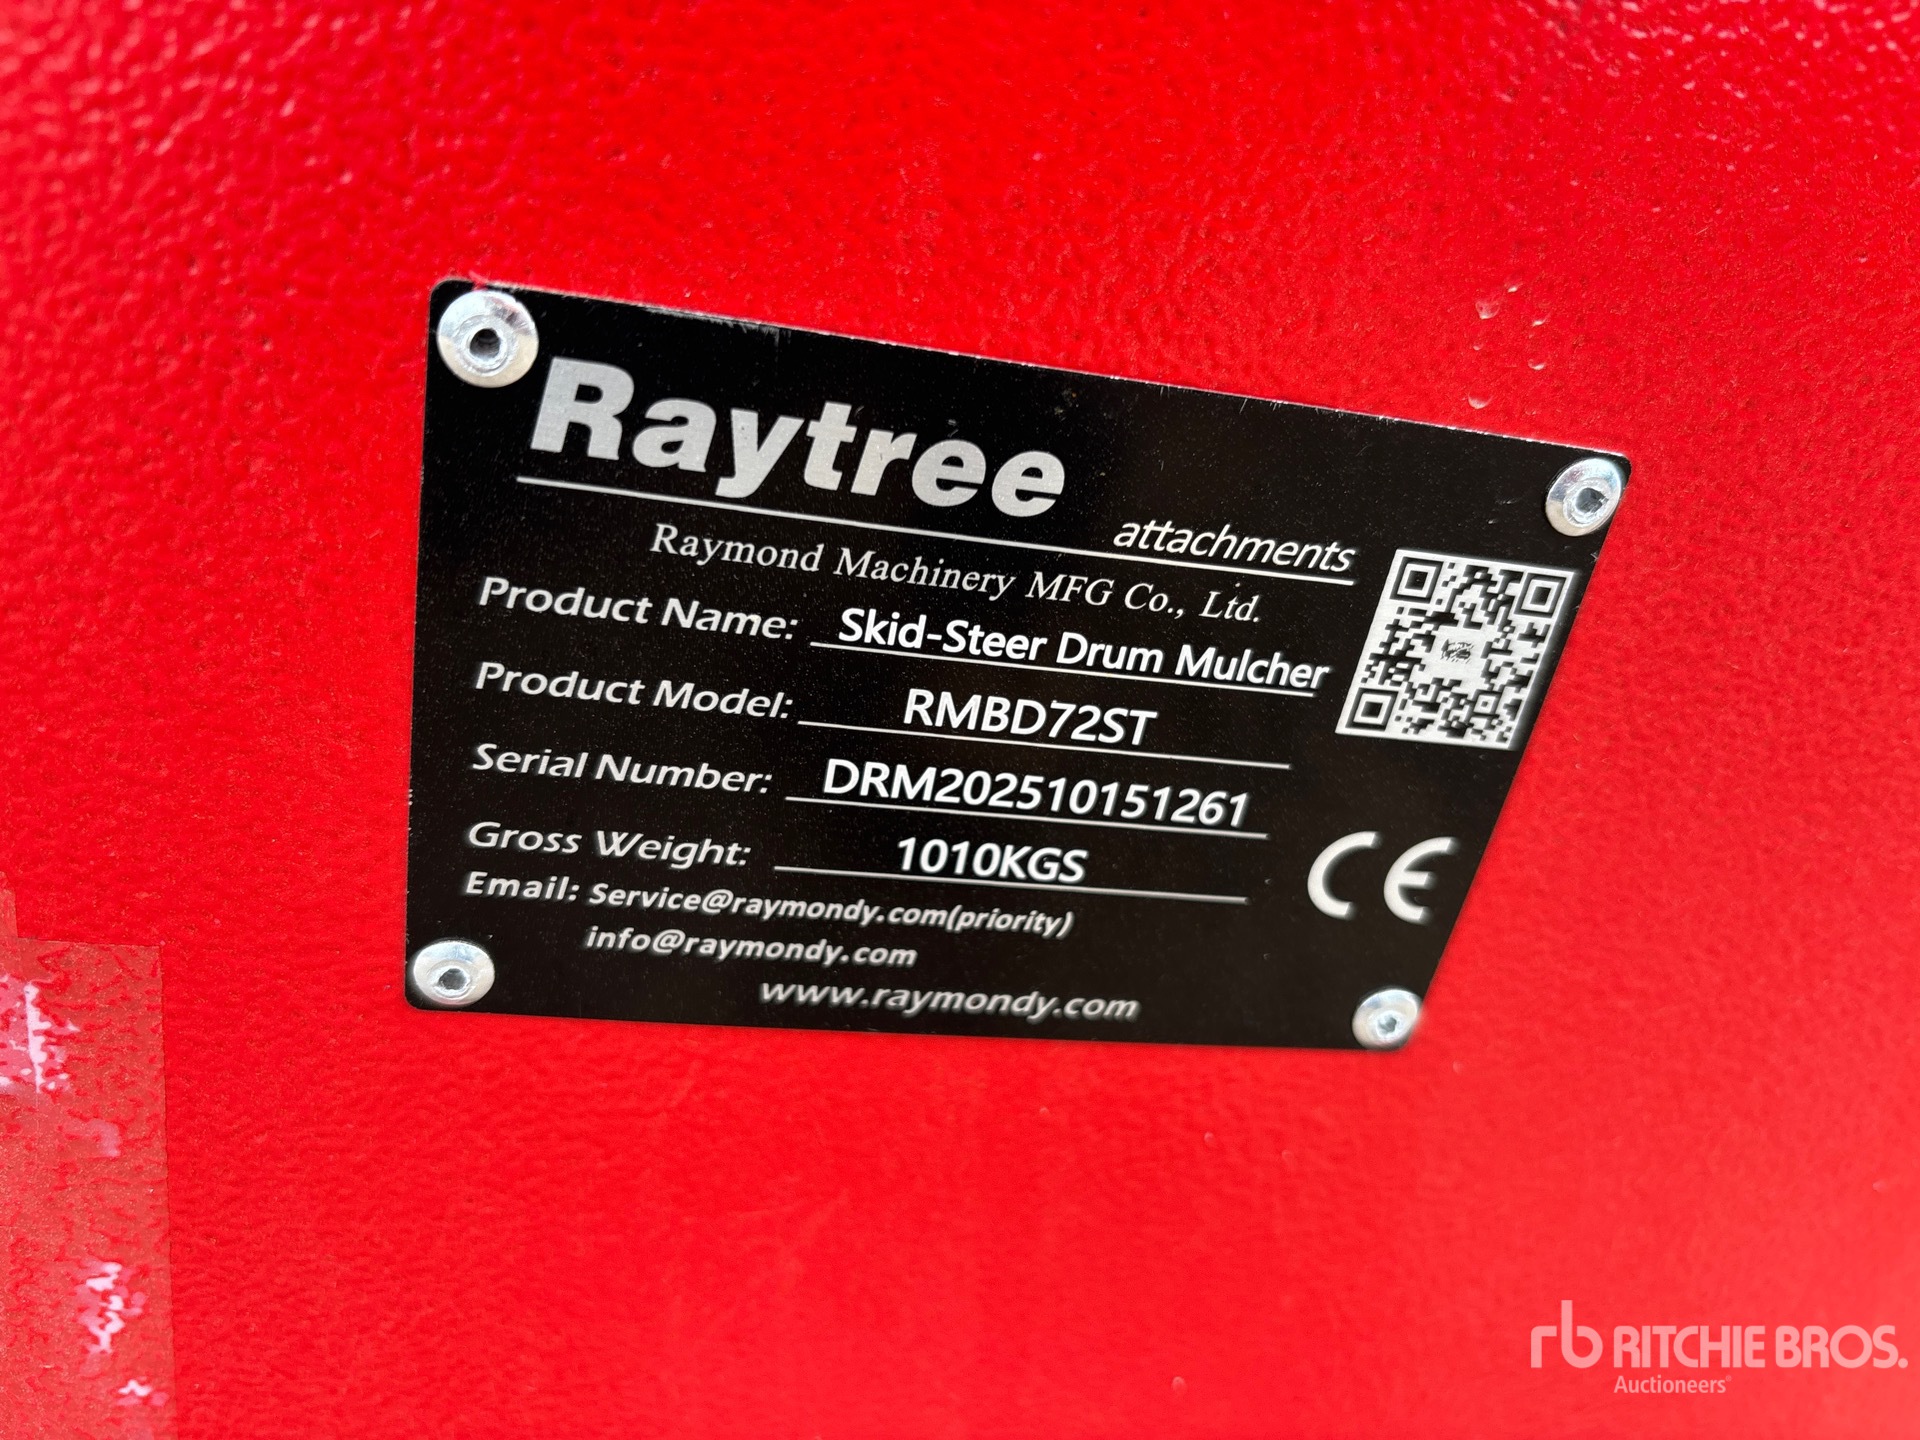 Raytree
attachments
Raymond Machinery MFG Co., Ltd.
Product Name: Skid-Steer Drum Mulcher
Product Model: RMBD72ST
Serial Number: DRM202510151261
Gross Weight: 1010KGS
Email: Service@raymondy.com(priority)
info@raymondy.com
www.raymondy.com
CE
rb RITCHIE BROS.
Auctioneers